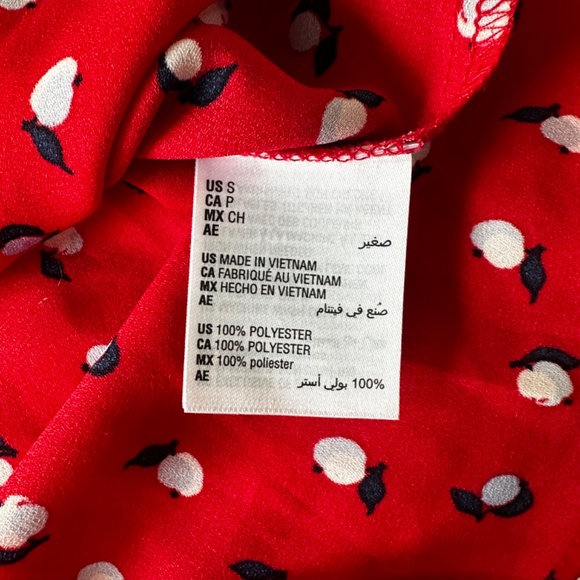 US S
CA P
MX CH
AE صغير
US MADE IN VIETNAM
CA FABRIQUÉ AU VIETNAM
MX HECHO EN VIETNAM
AE صُنع في فيتنام
US 100% POLYESTER
CA 100% POLYESTER
MX 100% poliester
AE 100% بولي أستر